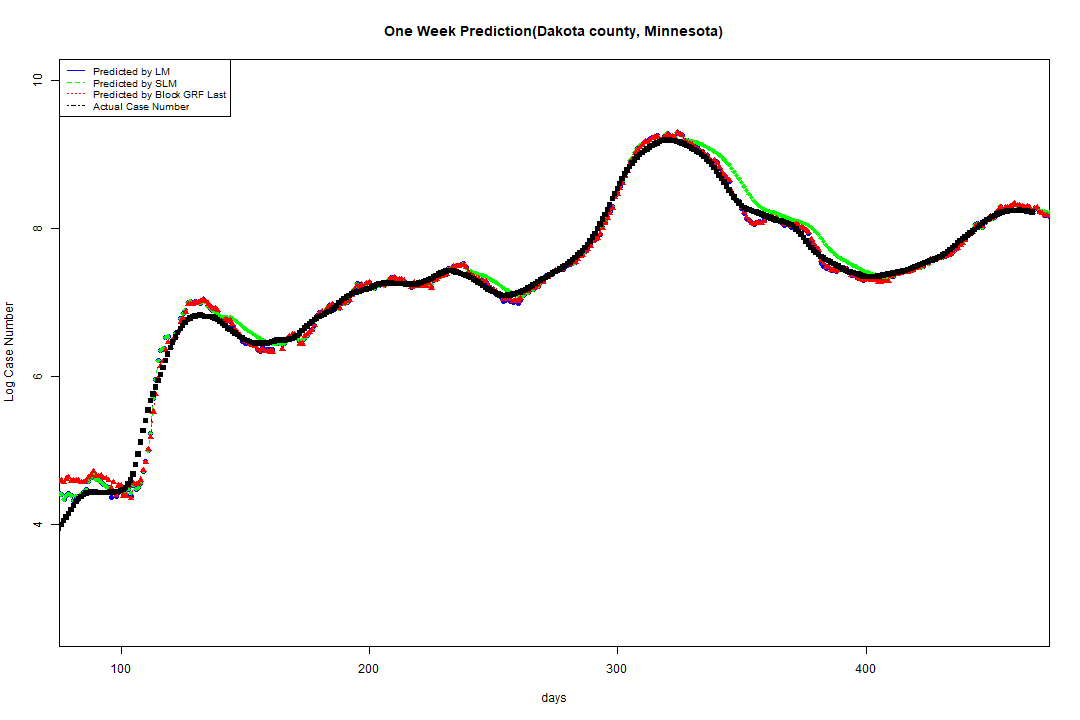 One Week Prediction(Dakota county, Minnesota)
Predicted by LM
Predicted by SLM
Predicted by Block GRF Last
Actual Case Number
10
8
6
4
Log Case Number
100 200 300 400
days